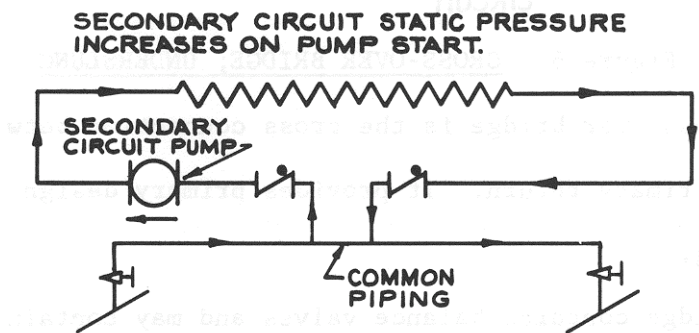 SECONDARY CIRCUIT STATIC PRESSURE
INCREASES ON PUMP START.
SECONDARY
CIRCUIT PUMP
COMMON
PIPING